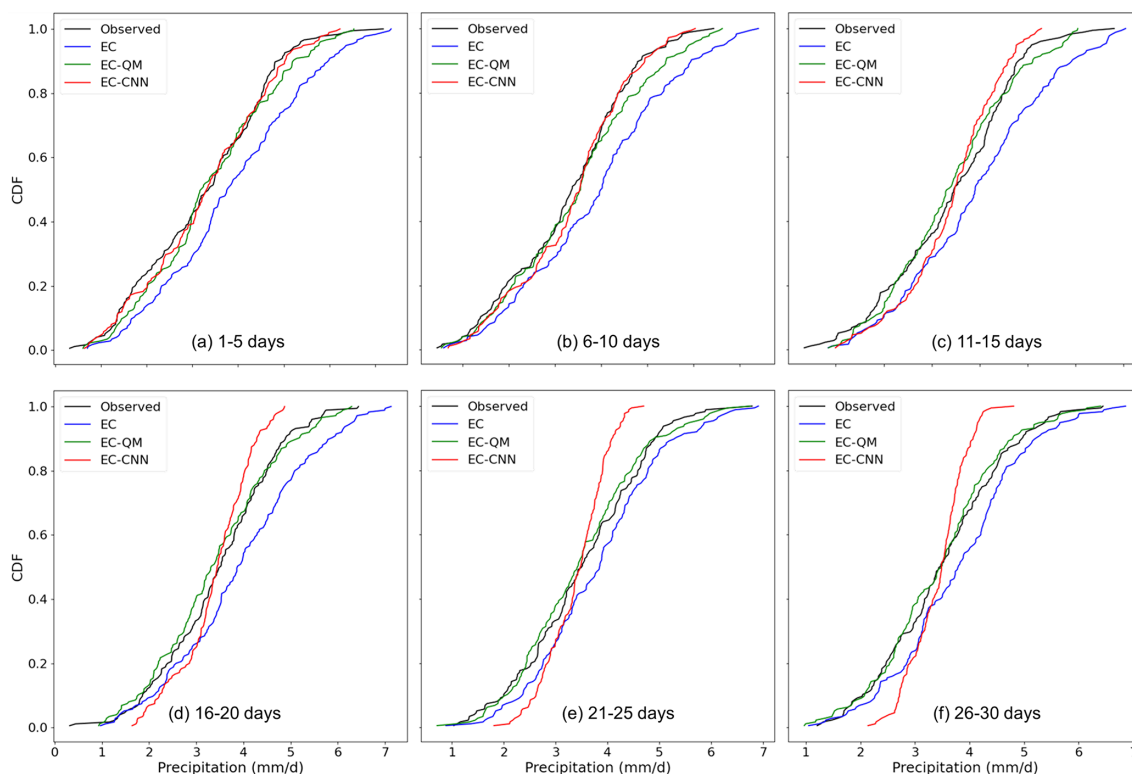 1.0
0.8
0.6
0.4
0.2
0.0
CDF
Observed
EC
EC-QM
EC-CNN
(a) 1-5 days
Observed
EC
EC-QM
EC-CNN
(b) 6-10 days
Observed
EC
EC-QM
EC-CNN
(c) 11-15 days
1.0
0.8
0.6
0.4
0.2
0.0
CDF
Observed
EC
EC-QM
EC-CNN
(d) 16-20 days
0 1 2 3 4 5 6 7
Precipitation (mm/d)
Observed
EC
EC-QM
EC-CNN
(e) 21-25 days
1 2 3 4 5 6 7
Precipitation (mm/d)
Observed
EC
EC-QM
EC-CNN
(f) 26-30 days
1 2 3 4 5 6
Precipitation (mm/d)